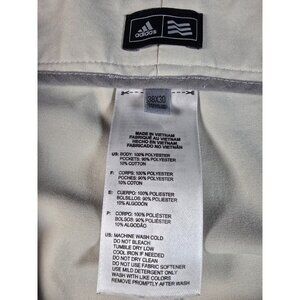 adidas
38X30
MADE IN VIETNAM
FABRIQUÉ AU VIETNAM
HECHO EN VIETNAM
FABRICADO NO VIETNÃ
US: BODY: 100% POLYESTER
POCKETS: 90% POLYESTER
10% COTTON
F: CORPS: 100% POLYESTER
POCHES: 90% POLYESTER
10% COTON
E: CUERPO: 100% POLIESTER
BOLSILLOS: 90% POLIESTER
10% ALGODÓN
P: CORPO: 100% POLIÉSTER
BOLSOS: 90% POLIÉSTER
10% ALGODÃO
US: MACHINE WASH COLD
DO NOT BLEACH
TUMBLE DRY LOW
COOL IRON IF NEEDED
DO NOT DRY CLEAN
DO NOT USE FABRIC SOFTENER
USE MILD DETERGENT ONLY
WASH WITH LIKE COLORS
REMOVE PROMPTLY AFTER WASH